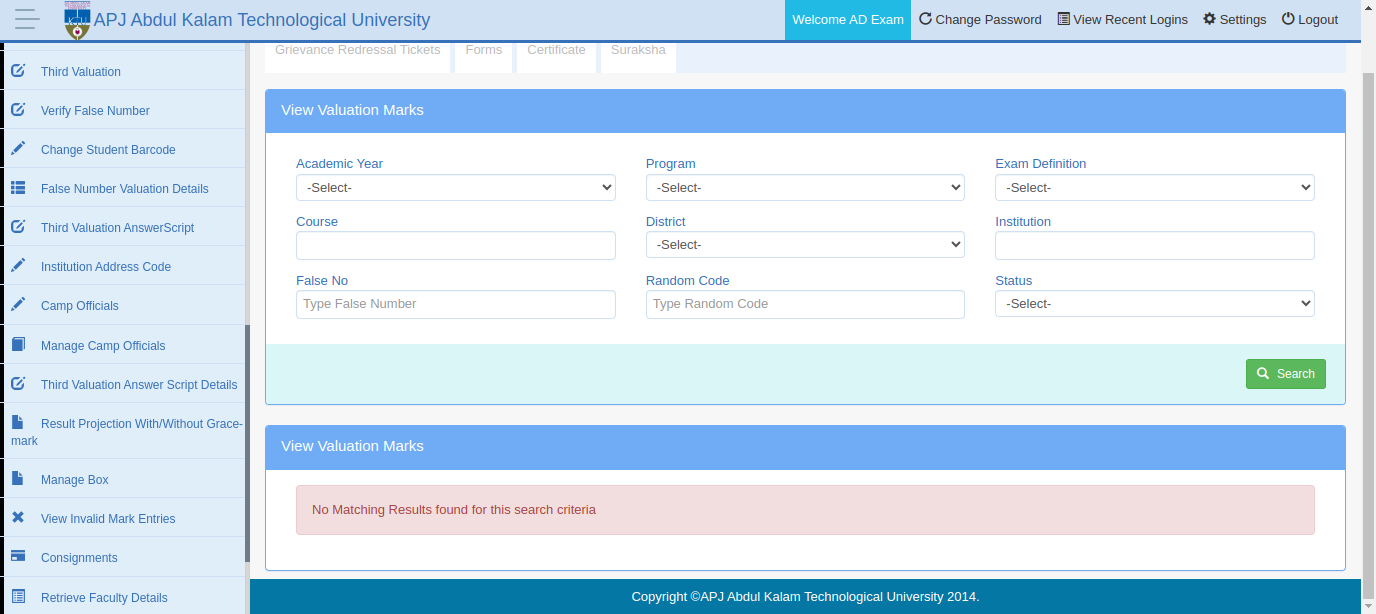 APJ Abdul Kalam Technological University
Welcome AD Exam
Change Password
View Recent Logins
Settings
Logout
Third Valuation
Verify False Number
Change Student Barcode
False Number Valuation Details
Third Valuation AnswerScript
Institution Address Code
Camp Officials
Manage Camp Officials
Third Valuation Answer Script Details
Result Projection With/Without Grace-
mark
Manage Box
View Invalid Mark Entries
Consignments
Retrieve Faculty Details
Grievance Redressal Tickets
Forms
Certificate
Suraksha
View Valuation Marks
Academic Year
Program
Exam Definition
-Select-
-Select-
-Select-
Course
District
Institution
-Select-
False No
Random Code
Status
Type False Number
Type Random Code
-Select-
Search
View Valuation Marks
No Matching Results found for this search criteria
Copyright ©APJ Abdul Kalam Technological University 2014.